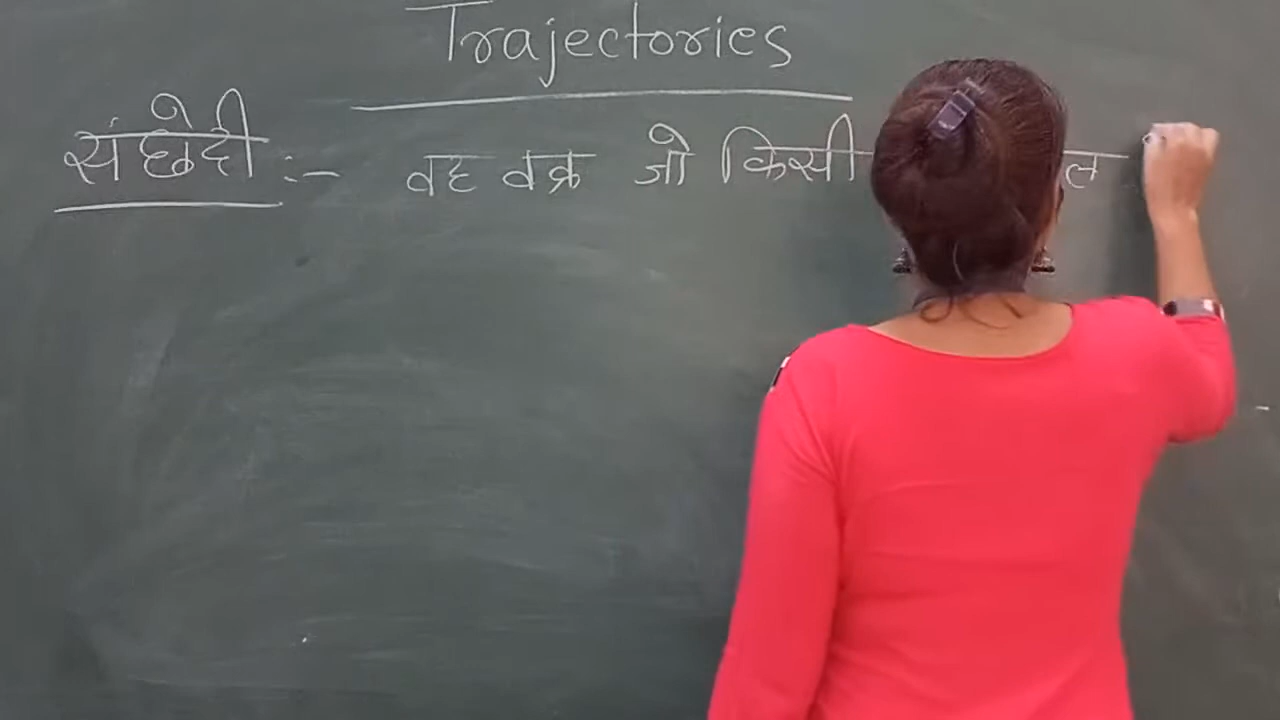 Trajectories
संछेदी :- वह वक्र जो किसी